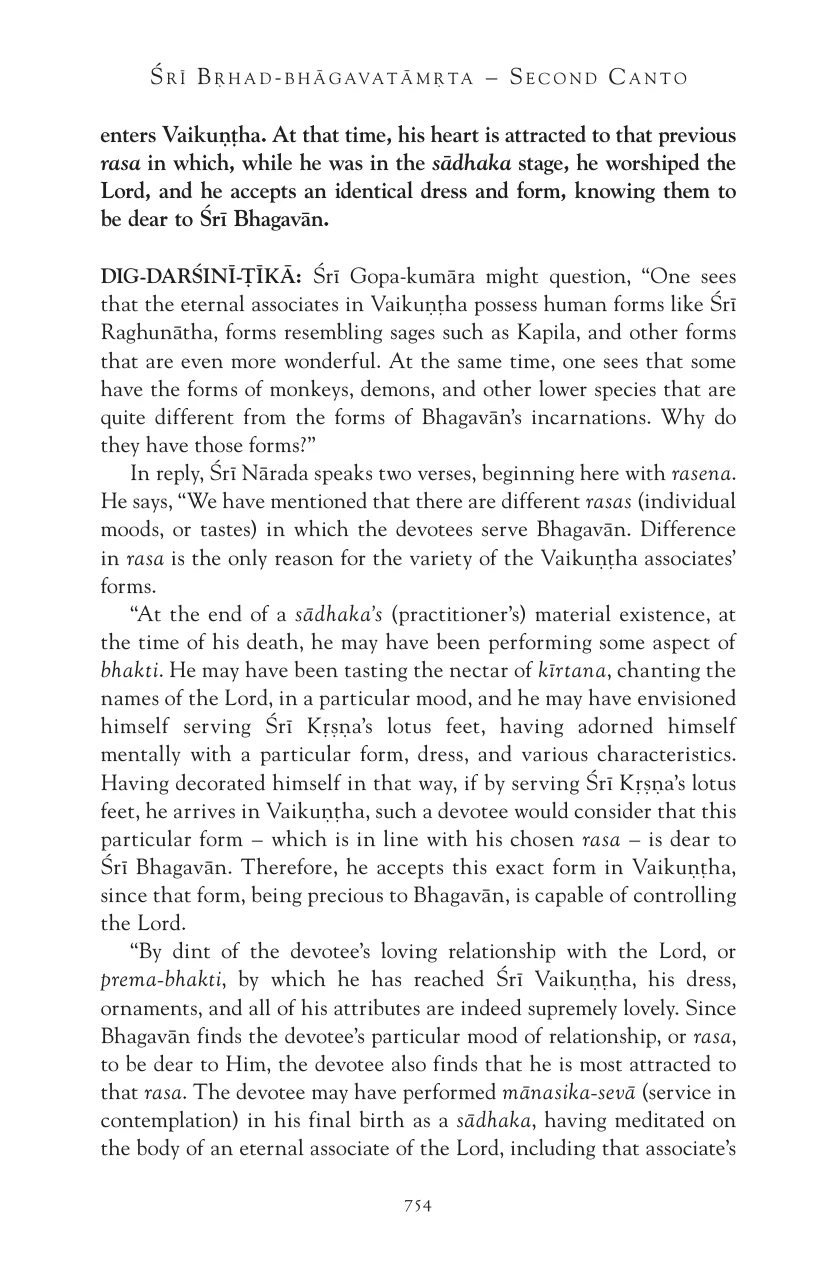 Śrī Bṛhad-bhāgavatāmṛta – Second Canto
enters Vaikuṇṭha. At that time, his heart is attracted to that previous
rasa in which, while he was in the sādhaka stage, he worshiped the
Lord, and he accepts an identical dress and form, knowing them to
be dear to Śrī Bhagavān.
DIG-DARŚINĪ-ṬĪKĀ: Śrī Gopa-kumāra might question, “One sees
that the eternal associates in Vaikuṇṭha possess human forms like Śrī
Raghunātha, forms resembling sages such as Kapila, and other forms
that are even more wonderful. At the same time, one sees that some
have the forms of monkeys, demons, and other lower species that are
quite different from the forms of Bhagavān’s incarnations. Why do
they have those forms?”
In reply, Śrī Nārada speaks two verses, beginning here with rasena.
He says, “We have mentioned that there are different rasas (individual
moods, or tastes) in which the devotees serve Bhagavān. Difference
in rasa is the only reason for the variety of the Vaikuṇṭha associates’
forms.
“At the end of a sādhaka’s (practitioner’s) material existence, at
the time of his death, he may have been performing some aspect of
bhakti. He may have been tasting the nectar of kīrtana, chanting the
names of the Lord, in a particular mood, and he may have envisioned
himself serving Śrī Kṛṣṇa’s lotus feet, having adorned himself
mentally with a particular form, dress, and various characteristics.
Having decorated himself in that way, if by serving Śrī Kṛṣṇa’s lotus
feet, he arrives in Vaikuṇṭha, such a devotee would consider that this
particular form – which is in line with his chosen rasa – is dear to
Śrī Bhagavān. Therefore, he accepts this exact form in Vaikuṇṭha,
since that form, being precious to Bhagavān, is capable of controlling
the Lord.
“By dint of the devotee’s loving relationship with the Lord, or
prema-bhakti, by which he has reached Śrī Vaikuṇṭha, his dress,
ornaments, and all of his attributes are indeed supremely lovely. Since
Bhagavān finds the devotee’s particular mood of relationship, or rasa,
to be dear to Him, the devotee also finds that he is most attracted to
that rasa. The devotee may have performed mānasika-sevā (service in
contemplation) in his final birth as a sādhaka, having meditated on
the body of an eternal associate of the Lord, including that associate’s
754